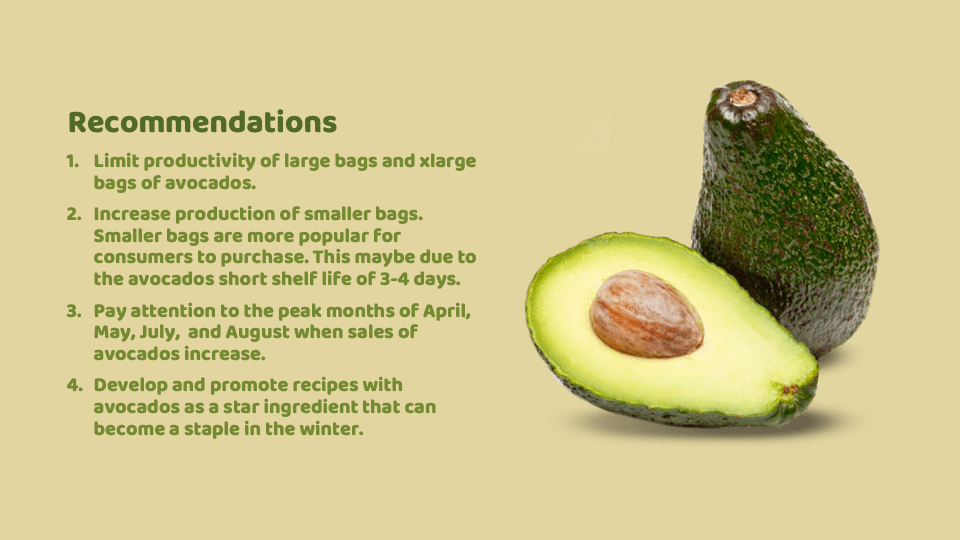 Recommendations
1. Limit productivity of large bags and xlarge
bags of avocados.
2. Increase production of smaller bags.
Smaller bags are more popular for
consumers to purchase. This maybe due to
the avocados short shelf life of 3-4 days.
3. Pay attention to the peak months of April,
May, July,  and August when sales of
avocados increase.
4. Develop and promote recipes with
avocados as a star ingredient that can
become a staple in the winter.